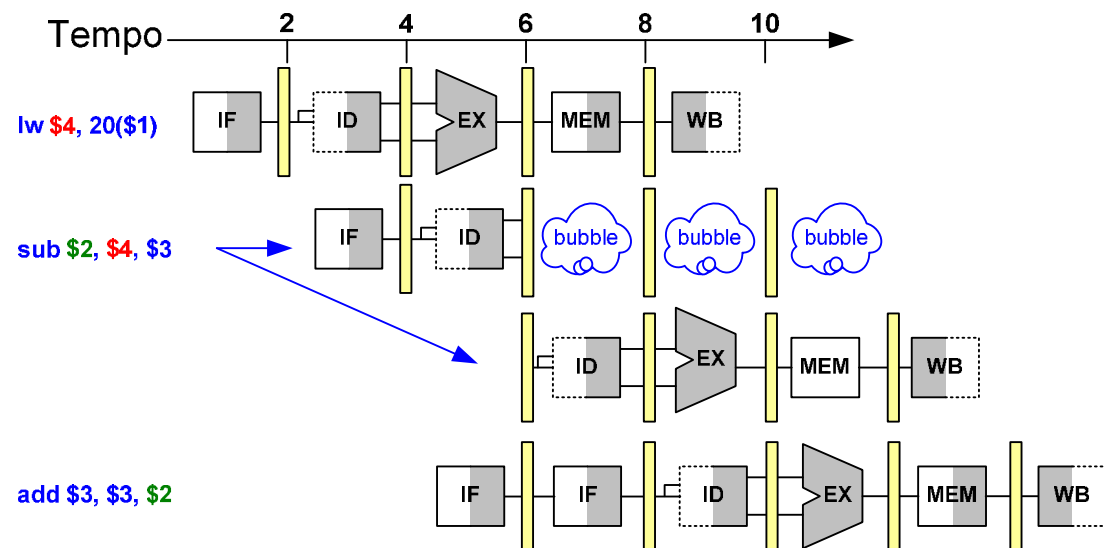 Tempo 2 4 6 8 10
lw $4, 20($1) IF ID EX MEM WB
sub $2, $4, $3 IF ID bubble bubble bubble
ID EX MEM WB
add $3, $3, $2 IF IF ID EX MEM WB